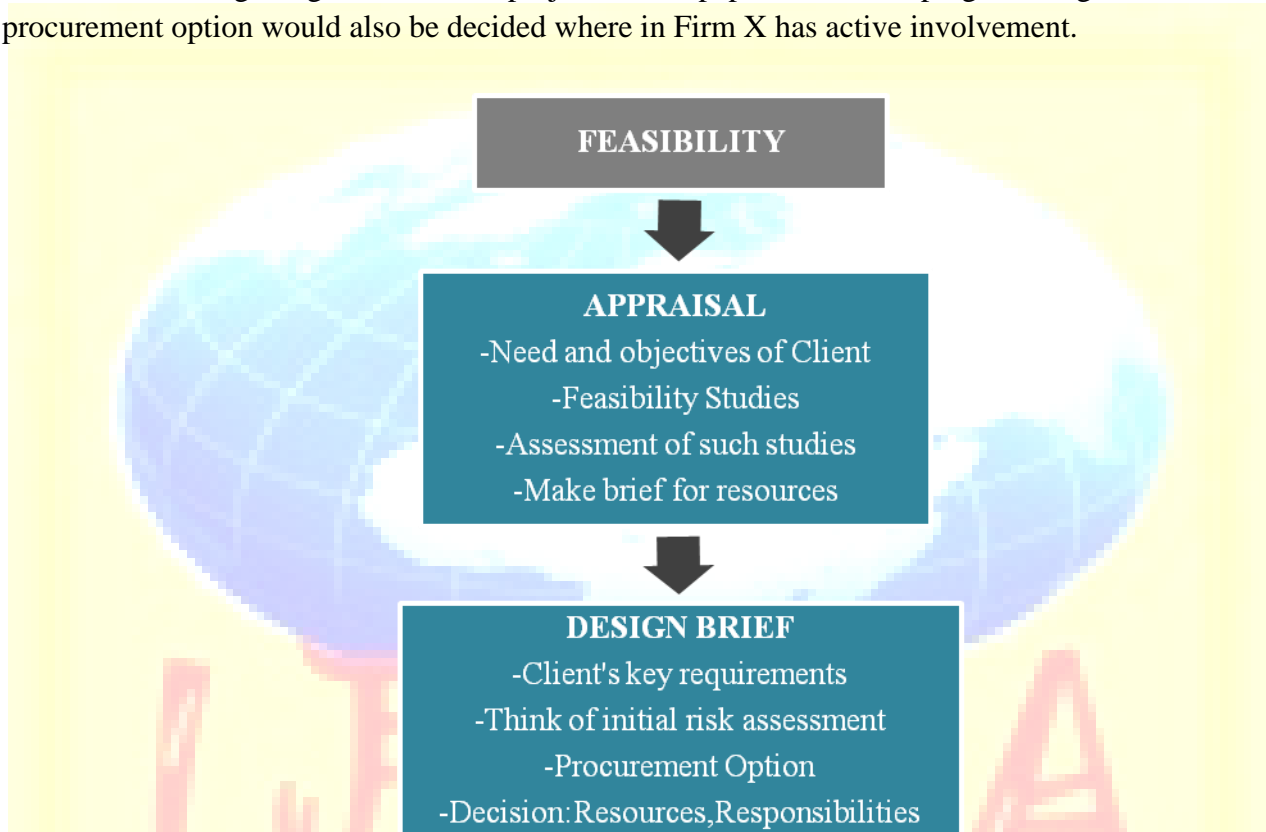 procurement option would also be decided where in Firm X has active involvement.
FEASIBILITY
APPRAISAL
-Need and objectives of Client
-Feasibility Studies
-Assessment of such studies
-Make brief for resources
DESIGN BRIEF
-Client's key requirements
-Think of initial risk assessment
-Procurement Option
-Decision:Resources,Responsibilities